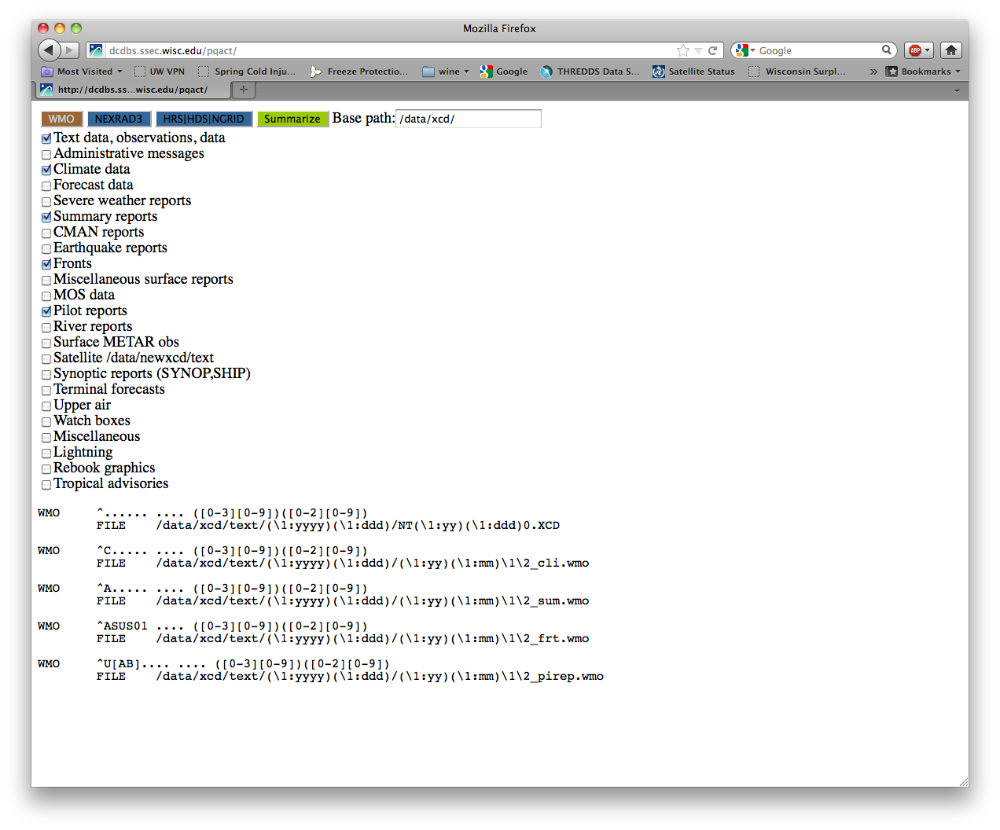 Mozilla Firefox
dcdbs.ssec.wisc.edu/pqact/
Google
ABP
Most Visited UW VPN Spring Cold Inju... Freeze Protectio... wine Google THREDDS Data S... Satellite Status Wisconsin Surpl... » Bookmarks
http://dcdbs.ss...wisc.edu/pqact/ +
WMO NEXRAD3 HRS|HDS|NGRID Summarize Base path: /data/xcd/
Text data, observations, data
Administrative messages
Climate data
Forecast data
Severe weather reports
Summary reports
CMAN reports
Earthquake reports
Fronts
Miscellaneous surface reports
MOS data
Pilot reports
River reports
Surface METAR obs
Satellite /data/newxcd/text
Synoptic reports (SYNOP,SHIP)
Terminal forecasts
Upper air
Watch boxes
Miscellaneous
Lightning
Rebook graphics
Tropical advisories
WMO ^...... .... ([0-3][0-9])([0-2][0-9])
FILE /data/xcd/text/(\1:yyyy)(\1:ddd)/NT(\1:yy)(\1:ddd)0.XCD
WMO ^C..... .... ([0-3][0-9])([0-2][0-9])
FILE /data/xcd/text/(\1:yyyy)(\1:ddd)/(\1:yy)(\1:mm)\1\2_cli.wmo
WMO ^A..... .... ([0-3][0-9])([0-2][0-9])
FILE /data/xcd/text/(\1:yyyy)(\1:ddd)/(\1:yy)(\1:mm)\1\2_sum.wmo
WMO ^ASUS01 .... ([0-3][0-9])([0-2][0-9])
FILE /data/xcd/text/(\1:yyyy)(\1:ddd)/(\1:yy)(\1:mm)\1\2_frt.wmo
WMO ^U[AB].... .... ([0-3][0-9])([0-2][0-9])
FILE /data/xcd/text/(\1:yyyy)(\1:ddd)/(\1:yy)(\1:mm)\1\2_pirep.wmo